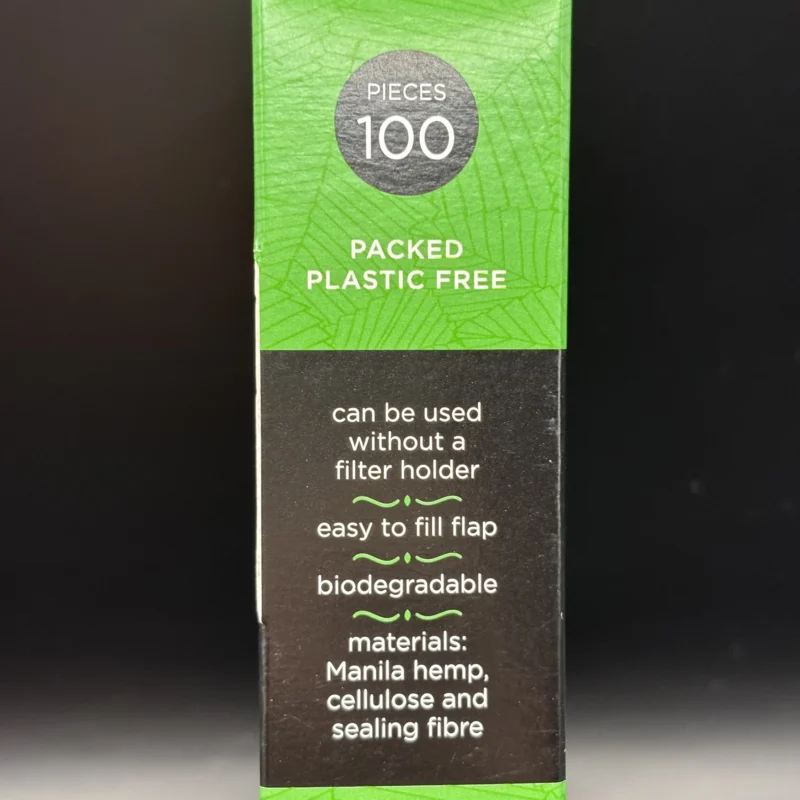 PIECES
100
PACKED
PLASTIC FREE
can be used
without a
filter holder
easy to fill flap
biodegradable
materials:
Manila hemp,
cellulose and
sealing fibre